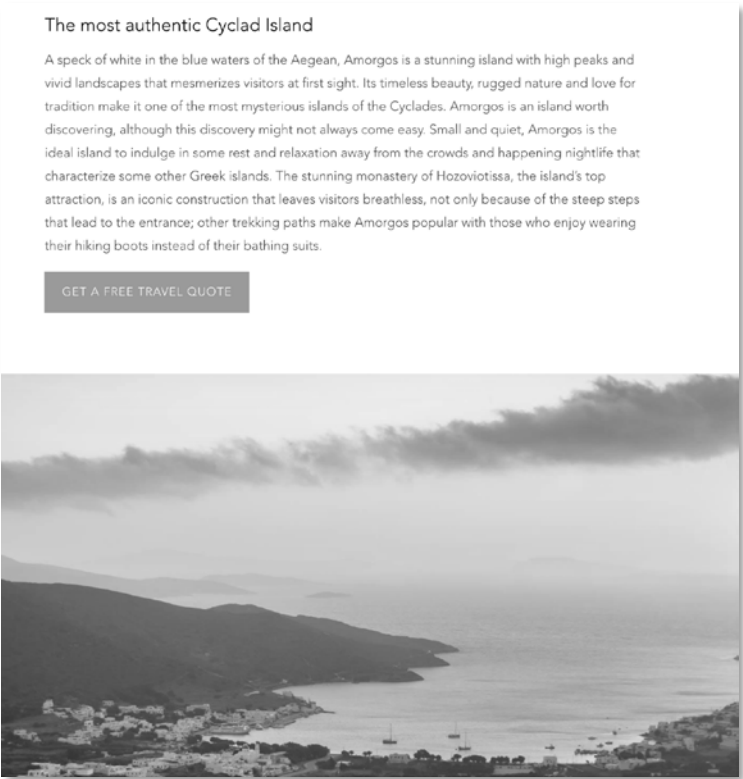 The most authentic Cyclad Island
A speck of white in the blue waters of the Aegean, Amorgos is a stunning island with high peaks and
vivid landscapes that mesmerizes visitors at first sight. Its timeless beauty, rugged nature and love for
tradition make it one of the most mysterious islands of the Cyclades. Amorgos is an island worth
discovering, although this discovery might not always come easy. Small and quiet, Amorgos is the
ideal island to indulge in some rest and relaxation away from the crowds and happening nightlife that
characterize some other Greek islands. The stunning monastery of Hozoviotissa, the island's top
attraction, is an iconic construction that leaves visitors breathless, not only because of the steep steps
that lead to the entrance; other trekking paths make Amorgos popular with those who enjoy wearing
their hiking boots instead of their bathing suits.
GET A FREE TRAVEL QUOTE